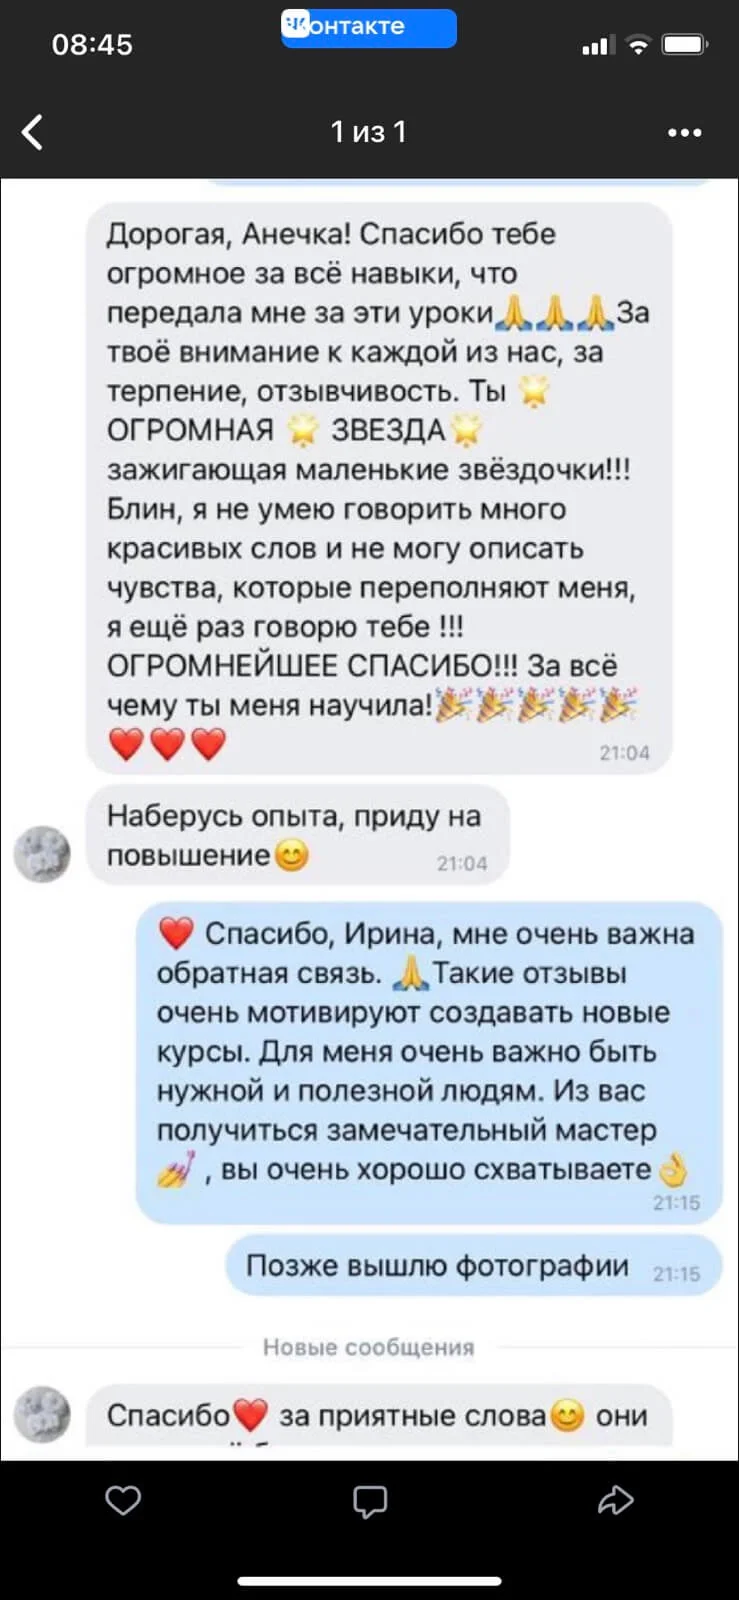 08:45
контакте
1 из 1
Дорогая, Анечка! Спасибо тебе
огромное за всё навыки, что
передала мне за эти уроки🙏🙏🙏За
твоё внимание к каждой из нас, за
терпение, отзывчивость. Ты 🌟
ОГРОМНАЯ 🌟 ЗВЕЗДА🌟
зажигающая маленькие звёздочки!!!
Блин, я не умею говорить много
красивых слов и не могу описать
чувства, которые переполняют меня,
я ещё раз говорю тебе !!!
ОГРОМНЕЙШЕЕ СПАСИБО!!! За всё
чему ты меня научила!🎉🎉🎉🎉🎉
❤️❤️❤️ 21:04
Наберусь опыта, приду на
повышение😊 21:04
❤️ Спасибо, Ирина, мне очень важна
обратная связь. 🙏Такие отзывы
очень мотивируют создавать новые
курсы. Для меня очень важно быть
нужной и полезной людям. Из вас
получиться замечательный мастер
💅 , вы очень хорошо схватываете👌
21:15
Позже вышлю фотографии 21:15
Новые сообщения
Спасибо❤️ за приятные слова😊 они